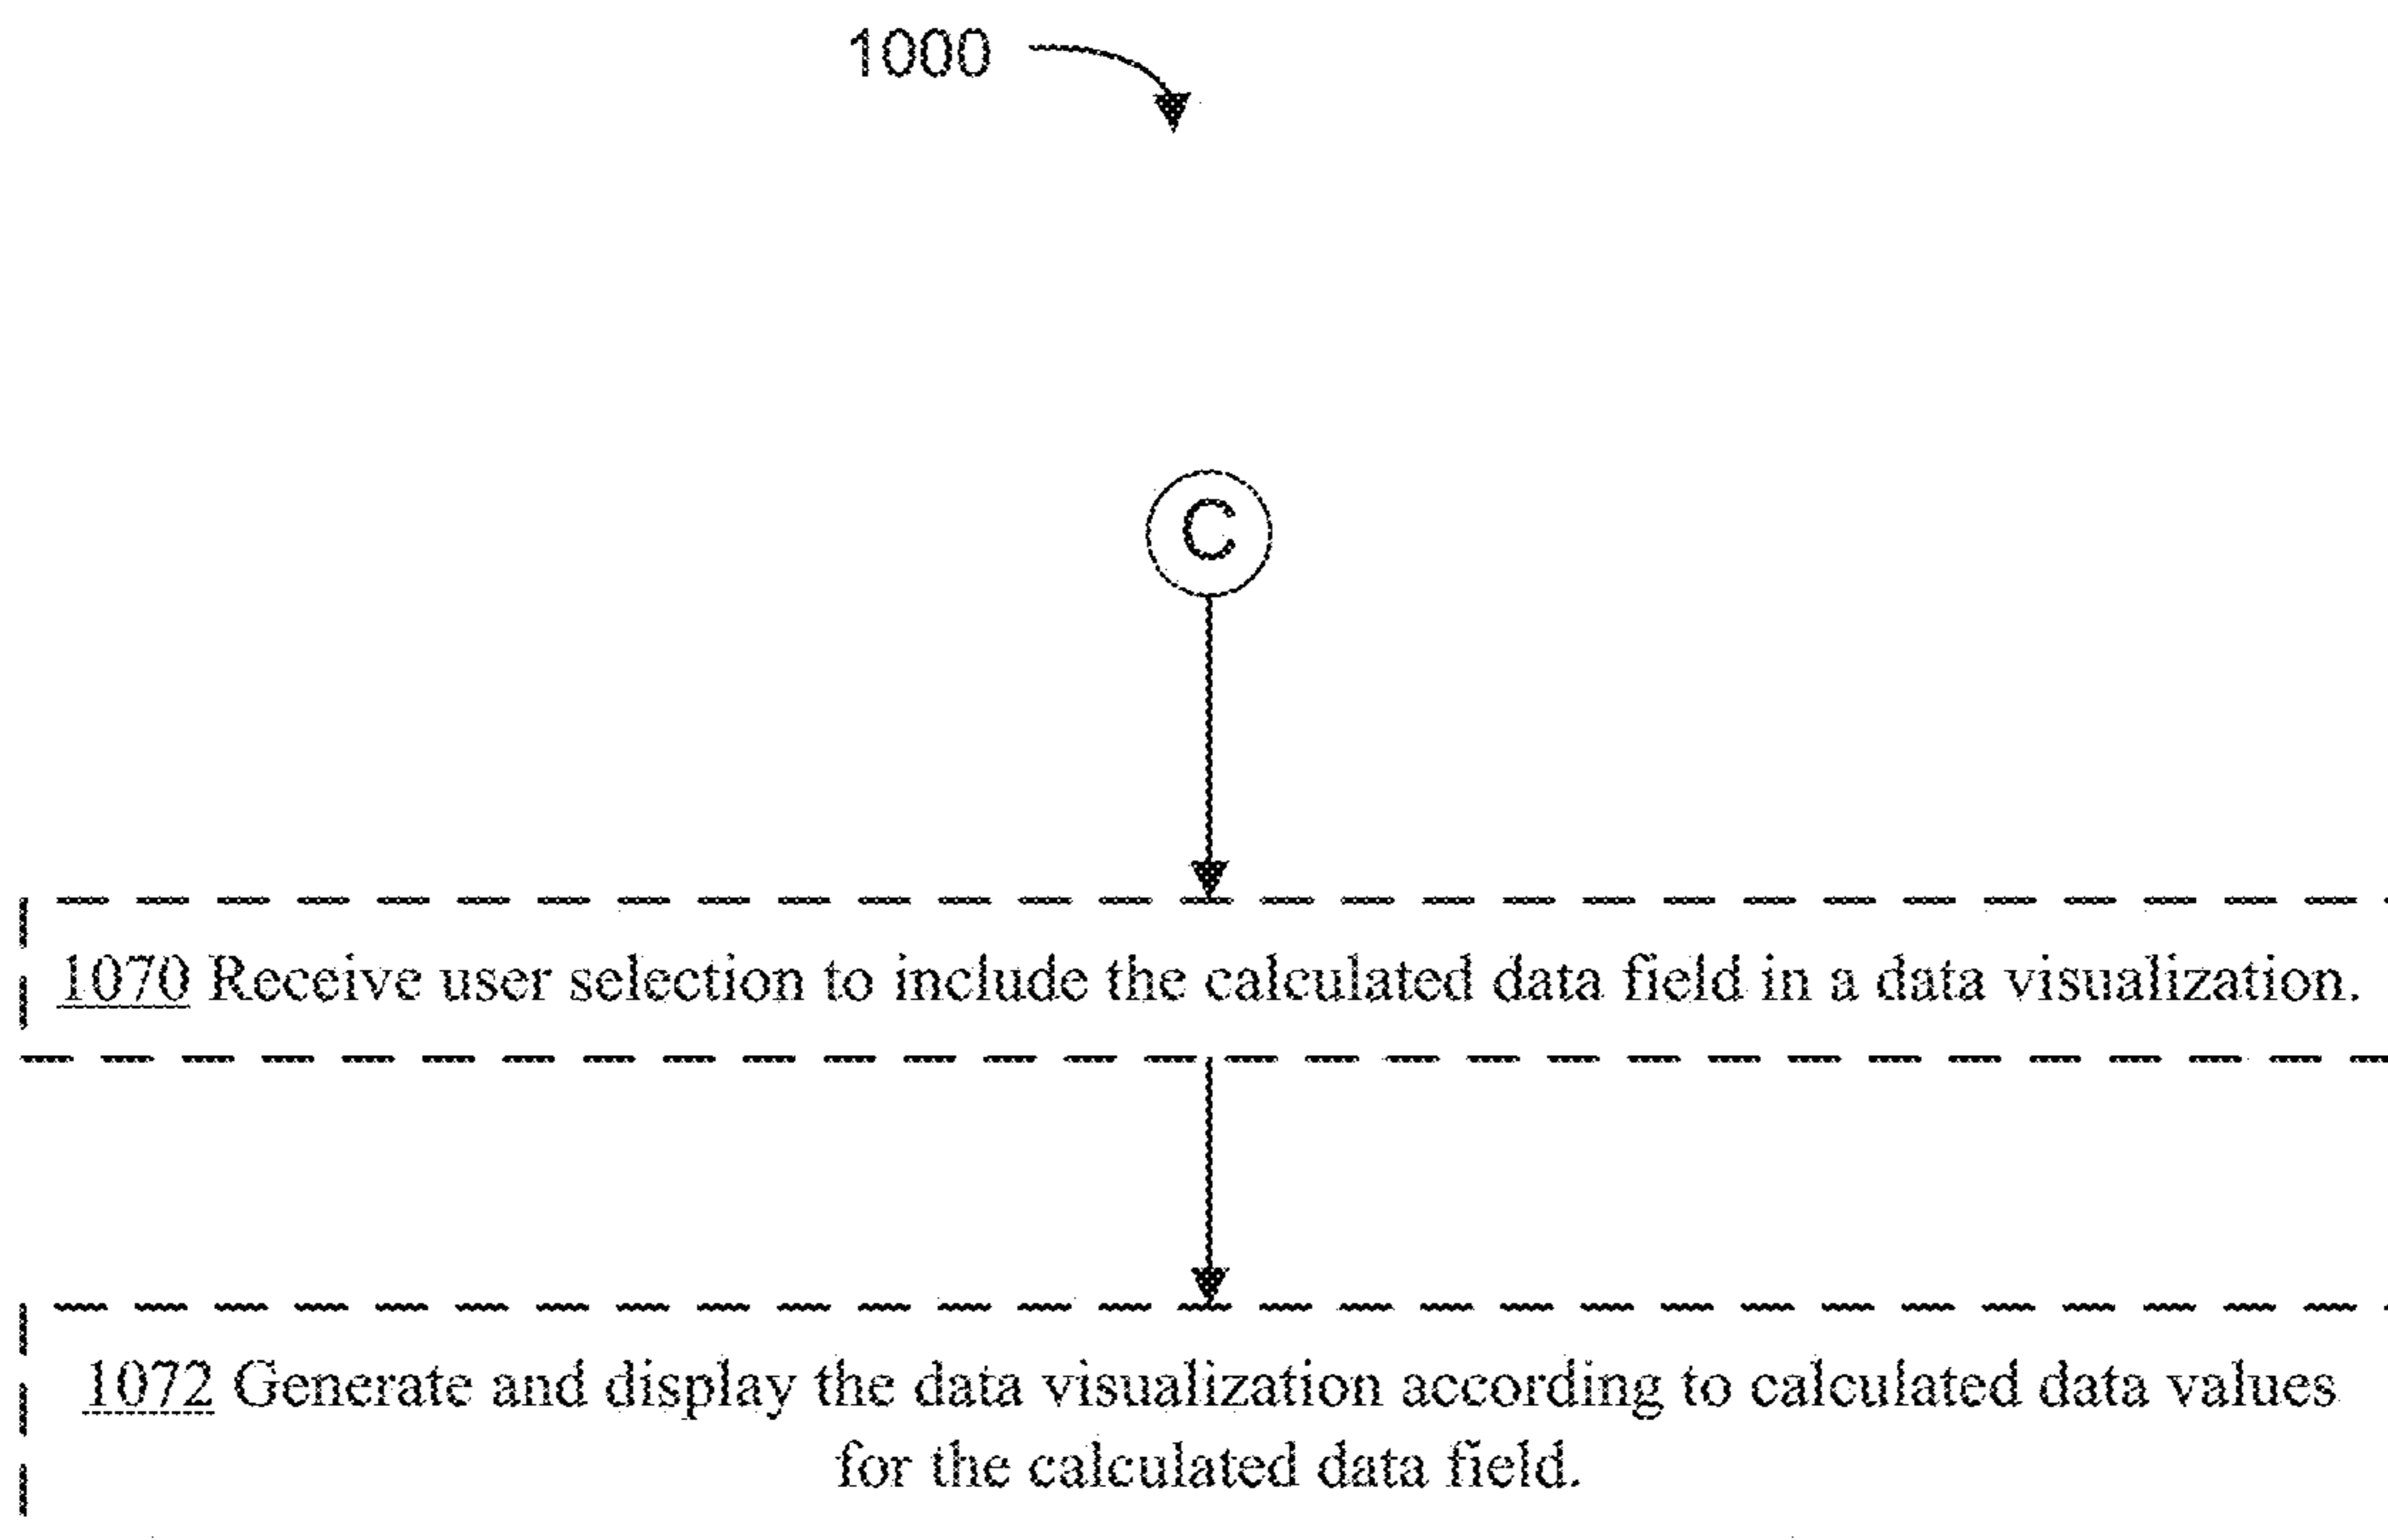 1000
C
1070 Receive user selection to include the calculated data field in a data visualization.
1072 Generate and display the data visualization according to calculated data values
for the calculated data field.